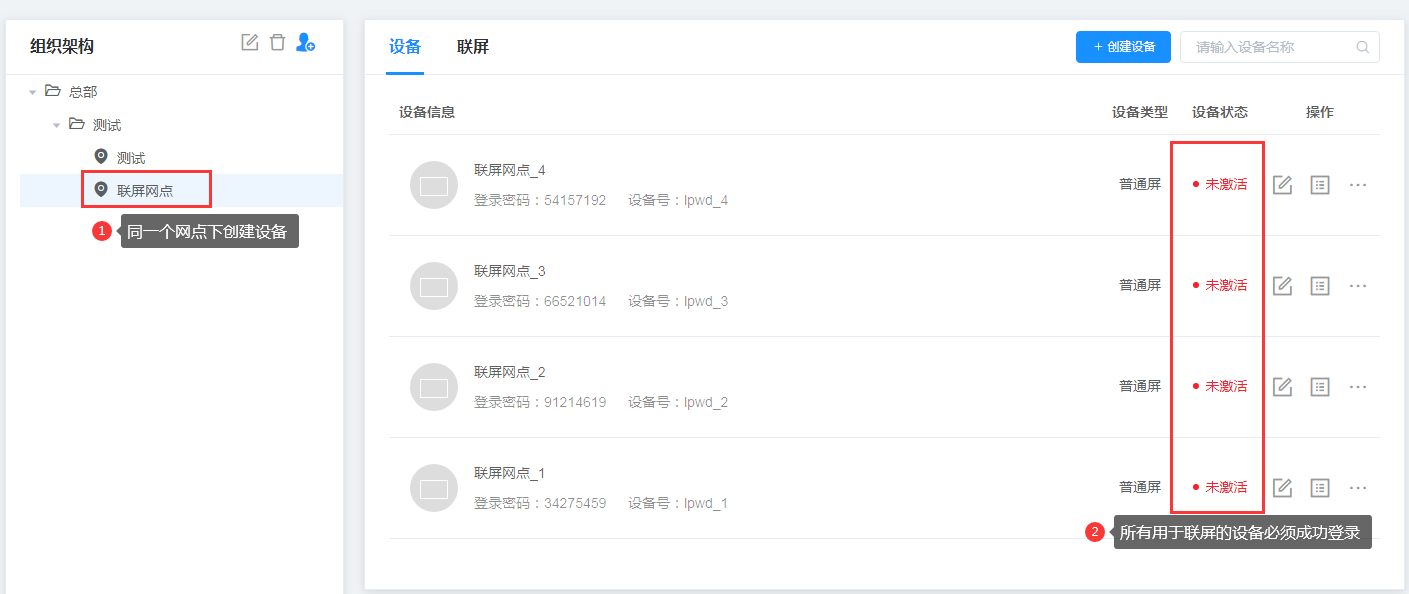 组织架构
总部
测试
测试
联屏网点
1 同一个网点下创建设备
设备 联屏
+ 创建设备 请输入设备名称
设备信息 设备类型 设备状态 操作
联屏网点_4
登录密码：54157192 设备号：lpwd_4
普通屏 未激活
联屏网点_3
登录密码：66521014 设备号：lpwd_3
普通屏 未激活
联屏网点_2
登录密码：91214619 设备号：lpwd_2
普通屏 未激活
联屏网点_1
登录密码：34275459 设备号：lpwd_1
普通屏 未激活
2 所有用于联屏的设备必须成功登录